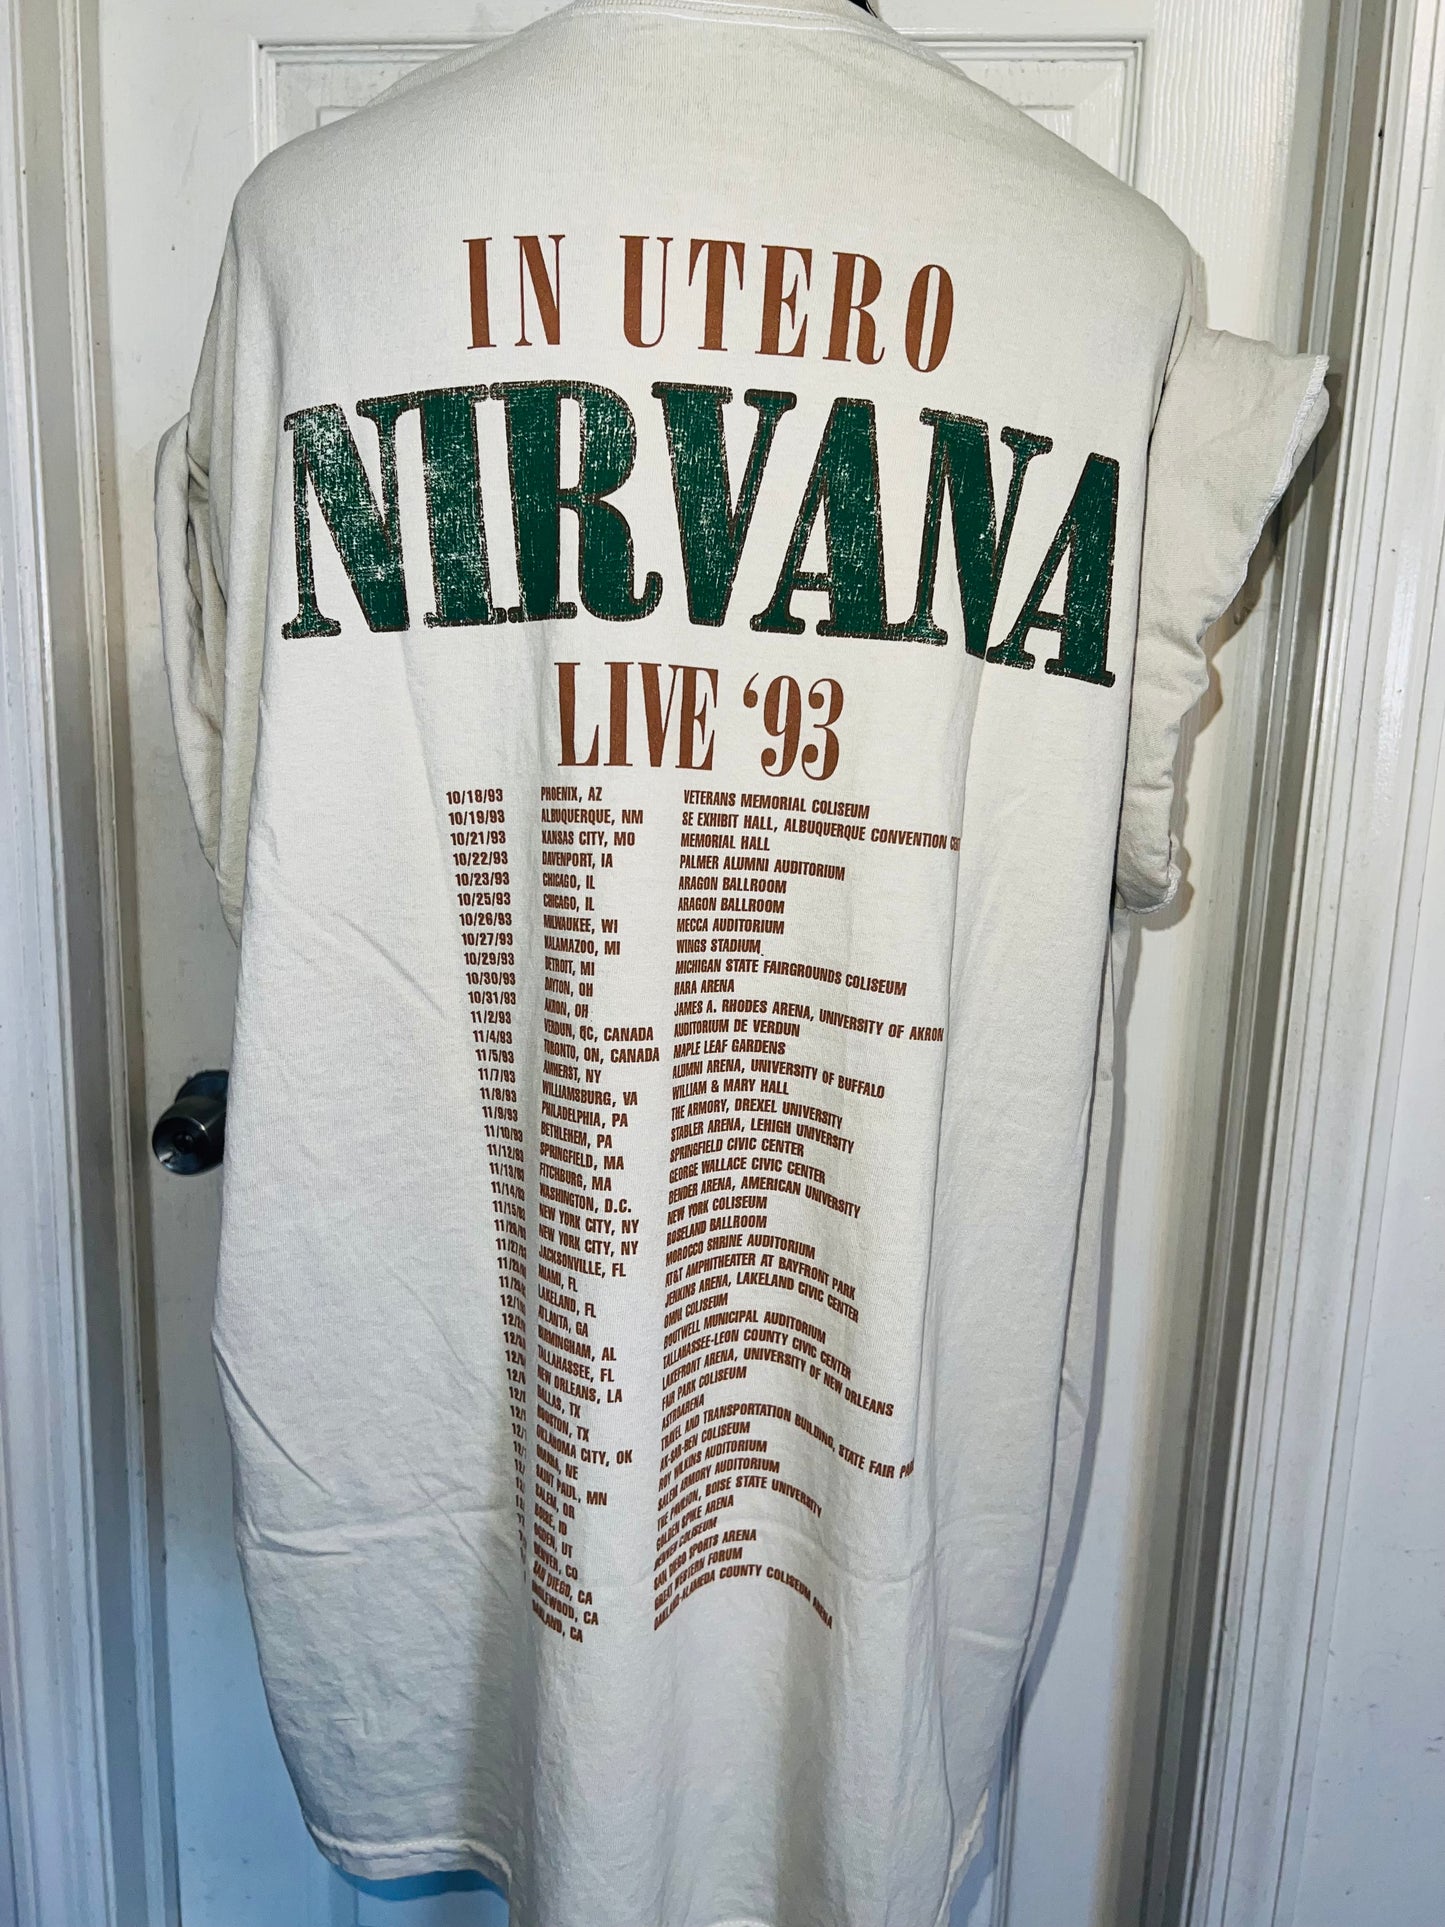 IN UTERO
NIRVANA
LIVE '93
10/18/93 PHOENIX, AZ VETERANS MEMORIAL COLISEUM
10/19/93 ALBUQUERQUE, NM SE EXHIBIT HALL, ALBUQUERQUE CONVENTION
10/21/93 KANSAS CITY, MO MEMORIAL HALL
10/22/93 DAVENPORT, IA PALMER ALUMNI AUDITORIUM
10/23/93 CHICAGO, IL ARAGON BALLROOM
10/25/93 CHICAGO, IL ARAGON BALLROOM
10/26/93 MILWAUKEE, WI MECCA AUDITORIUM
10/27/93 KALAMAZOO, MI WINGS STADIUM
10/29/93 DETROIT, MI MICHIGAN STATE FAIRGROUNDS COLISEUM
10/30/93 DAYTON, OH HARA ARENA
10/31/93 AKRON, OH JAMES A. RHODES ARENA, UNIVERSITY OF AKRON
11/2/93 VERDUN, QC, CANADA AUDITORIUM DE VERDUN
11/4/93 TORONTO, ON, CANADA MAPLE LEAF GARDENS
11/5/93 AMHERST, NY ALUMNI ARENA, UNIVERSITY OF BUFFALO
11/7/93 WILLIAMSBURG, VA WILLIAM & MARY HALL
11/8/93 PHILADELPHIA, PA THE ARMORY, DREXEL UNIVERSITY
11/9/93 BETHLEHEM, PA STABLER ARENA, LEHIGH UNIVERSITY
11/10/93 SPRINGFIELD, MA SPRINGFIELD CIVIC CENTER
11/12/93 FITCHBURG, MA GEORGE WALLACE CIVIC CENTER
11/13/93 WASHINGTON, D.C. BENDER ARENA, AMERICAN UNIVERSITY
11/14/93 NEW YORK CITY, NY NEW YORK COLISEUM
11/15/93 NEW YORK CITY, NY ROSELAND BALLROOM
11/26/93 JACKSONVILLE, FL MOROCCO SHRINE AUDITORIUM
11/27/93 MIAMI, FL AT&T AMPHITHEATER AT BAYFRONT PARK
LAKELAND, FL JENKINS ARENA, LAKELAND CIVIC CENTER
ATLANTA, GA OMNI COLISEUM
BIRMINGHAM, AL BOUTWELL MUNICIPAL AUDITORIUM
TALLAHASSEE, FL TALLAHASSEE-LEON COUNTY CIVIC CENTER
NEW ORLEANS, LA LAKEFRONT ARENA, UNIVERSITY OF NEW ORLEANS
DALLAS, TX FAIR PARK COLISEUM
HOUSTON, TX ASTROARENA
OKLAHOMA CITY, OK TRAVEL AND TRANSPORTATION BUILDING, STATE FAIR
OMAHA, NE AK-SAR-BEN COLISEUM
SAINT PAUL, MN ROY WILKINS AUDITORIUM
SALEM, OR SALEM ARMORY AUDITORIUM
BOISE, ID THE PAVILION, BOISE STATE UNIVERSITY
OGDEN, UT GOLDEN SPIKE ARENA
DENVER, CO DENVER COLISEUM
SAN DIEGO, CA SAN DIEGO SPORTS ARENA
INGLEWOOD, CA GREAT WESTERN FORUM
OAKLAND, CA OAKLAND-ALAMEDA COUNTY COLISEUM ARENA